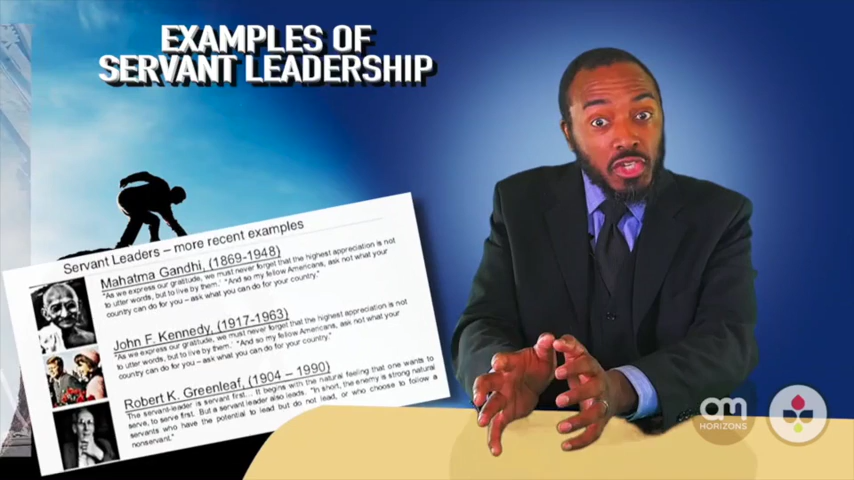 EXAMPLES OF
SERVANT LEADERSHIP
Servant Leaders – more recent examples
Mahatma Gandhi, (1869-1948)
"As we express our gratitude, we must never forget that the highest appreciation is not
to utter words, but to live by them.' "And so my fellow Americans, ask not what your
country can do for you – ask what you can do for your country."
John F. Kennedy, (1917-1963)
"As we express our gratitude, we must never forget that the highest appreciation is not
to utter words, but to live by them.' "And so my fellow Americans, ask not what your
country can do for you – ask what you can do for your country."
Robert K. Greenleaf, (1904 – 1990)
The servant-leader is servant first... It begins with the natural feeling that one wants to
serve, to serve first. But a servant leader also leads. "In short, the enemy is strong natural
servants who have the potential to lead but do not lead, or who choose to follow a
nonservant."
am
HORIZONS